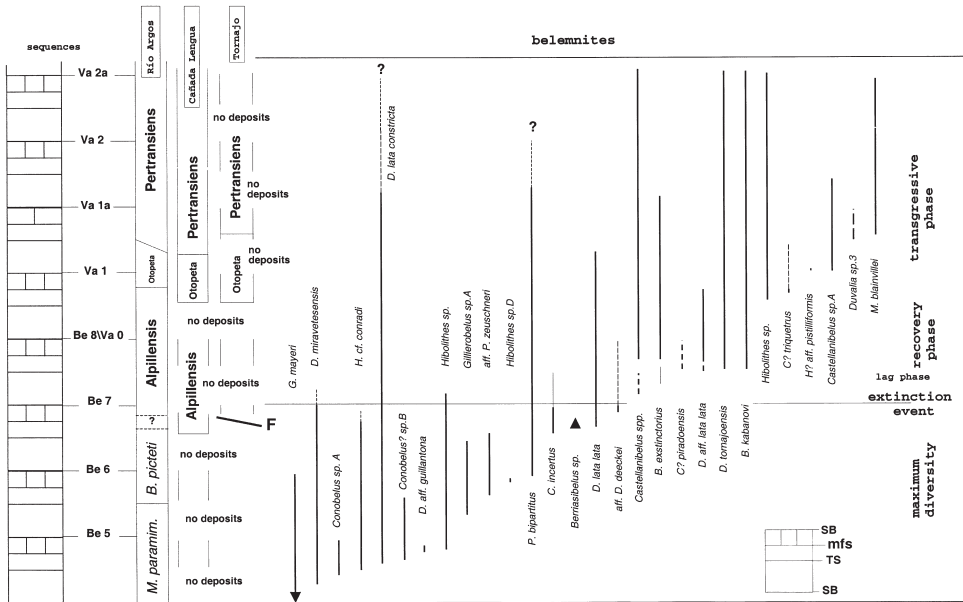 belemnites
sequences
Río Argos
Cañada Lengua
Tornajo
Va 2a
Va 2
Va 1a
Va 1
Be 8\Va 0
Be 7
Be 6
Be 5
Pertransiens
Otopeta
Alpillensis
?
B. picteti
M. paramim.
Pertransiens
Otopeta
Alpillensis
Pertransiens
no deposits
no
deposits
no
deposits
no deposits
no deposits
F
no deposits
no deposits
no deposits
G. mayeri
D. miravetesensis
Conobelus sp. A
H. cf. conradi
?
D. lata constricta
Conobelus? sp.B
D. aff. guillantona
Hibolithes sp.
Gillerobelus sp.A
aff. P. zeuschneri
Hibolithes sp.D
?
P. bipartitus
C. incertus
Berriasibelus sp.
D. lata lata
aff. D. deeckei
Castellanibelus spp.
B. exstinctorius
C? piradoensis
D. aff. lata lata
D. tornajoensis
B. kabanovi
Hibolithes sp.
C? triquetrus
H? aff. pistilliformis
Castellanibelus sp.A
Duvalia sp.3
M. blainvillei
transgressive
phase
recovery
phase
lag phase
extinction
event
maximum
diversity
SB
mfs
TS
SB